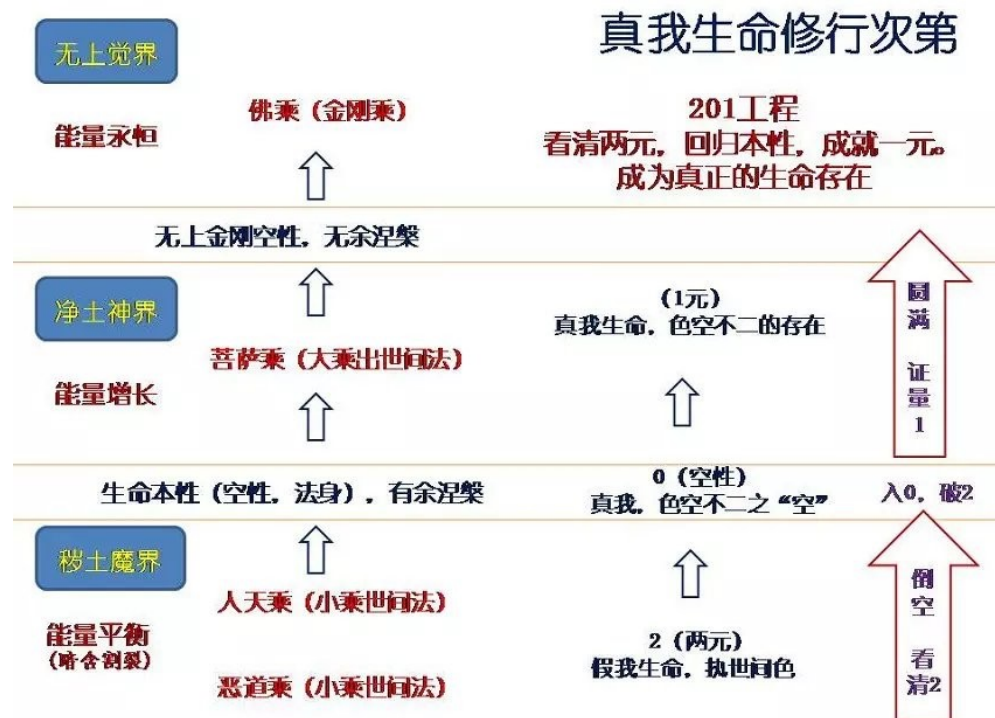 真我生命修行次第
无上觉界
佛乘（金刚乘）
能量永恒
201工程
看清两元，回归本性，成就一元。
成为真正的生命存在
无上金刚空性，无余涅槃
净土神界
（1元）
真我生命，色空不二的存在
菩萨乘（大乘出世间法）
能量增长
圆满 证量1
生命本性（空性，法身），有余涅槃
0（空性）
真我，色空不二之“空”
入0，破2
秽土魔界
人天乘（小乘世间法）
能量平衡
（暗含割裂）
2（两元）
假我生命，执世间色
恶道乘（小乘世间法）
倒空 看清2